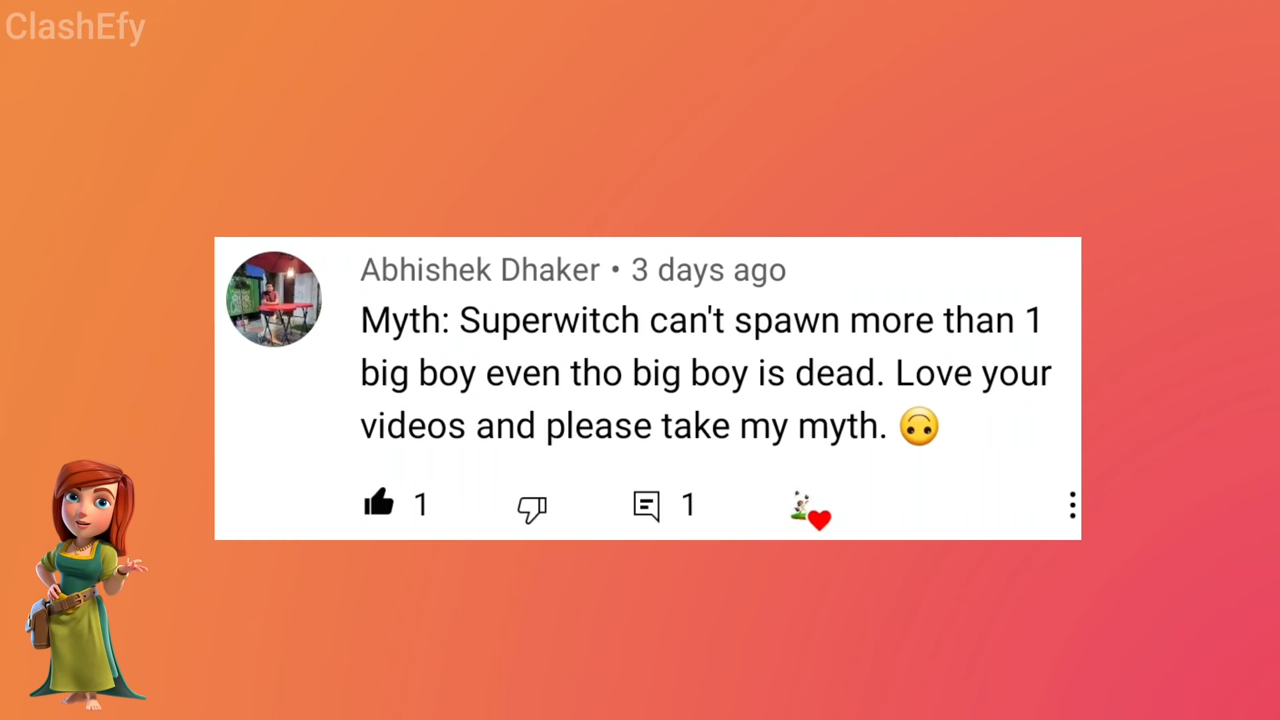 ClashEfy
Abhishek Dhaker • 3 days ago
Myth: Superwitch can't spawn more than 1
big boy even tho big boy is dead. Love your
videos and please take my myth. 🙃
1 1